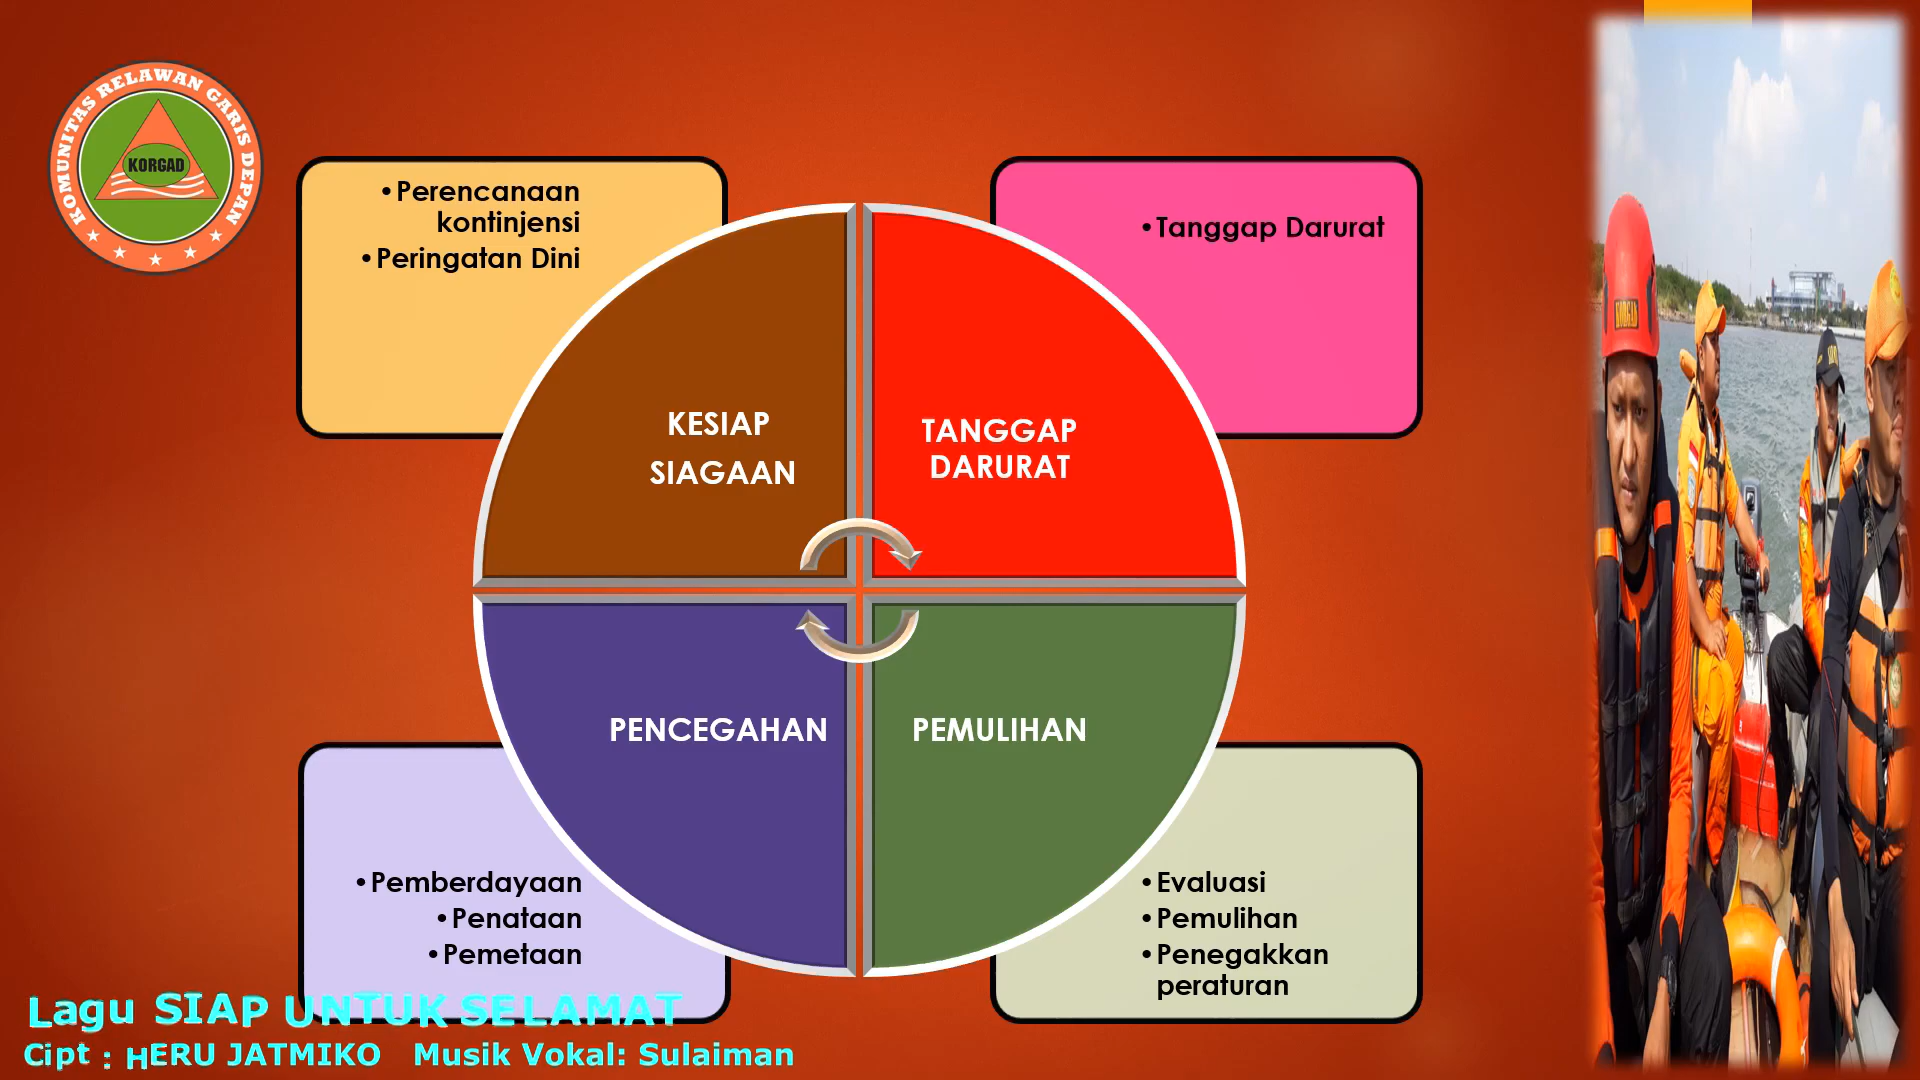 KOMUNITAS RELAWAN GARIS DEPAN
KORGAD
•Perencanaan
kontinjensi
•Peringatan Dini
•Tanggap Darurat
KESIAP
SIAGAAN
TANGGAP
DARURAT
PENCEGAHAN
PEMULIHAN
•Pemberdayaan
•Penataan
•Pemetaan
•Evaluasi
•Pemulihan
•Penegakkan
peraturan
KORGAD
Lagu SIAP UNTUK SELAMAT
Cipt : HERU JATMIKO Musik Vokal: Sulaiman